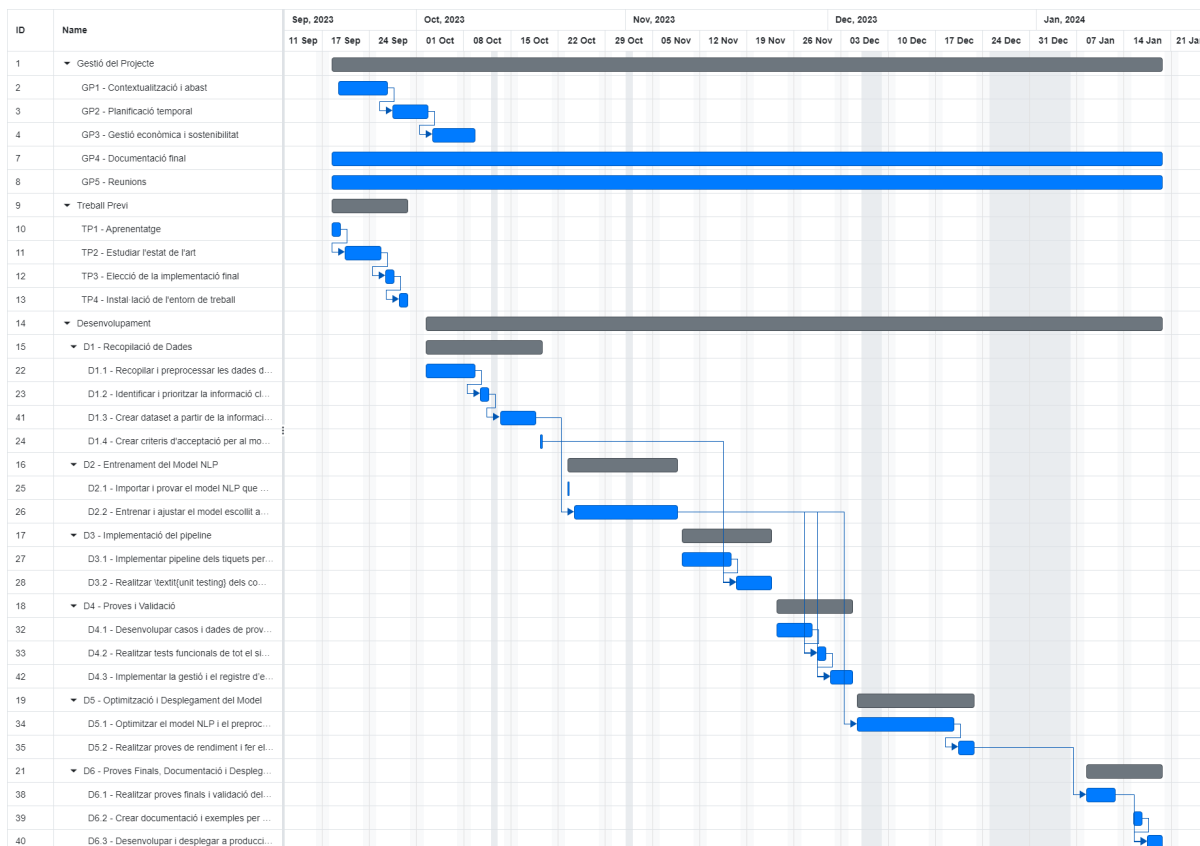 Sep, 2023 Oct, 2023 Nov, 2023 Dec, 2023 Jan, 2024
ID Name
11 Sep 17 Sep 24 Sep 01 Oct 08 Oct 15 Oct 22 Oct 29 Oct 05 Nov 12 Nov 19 Nov 26 Nov 03 Dec 10 Dec 17 Dec 24 Dec 31 Dec 07 Jan 14 Jan 21 Jan
1 Gestió del Projecte
2 GP1 - Contextualització i abast
3 GP2 - Planificació temporal
4 GP3 - Gestió econòmica i sostenibilitat
7 GP4 - Documentació final
8 GP5 - Reunions
9 Treball Previ
10 TP1 - Aprenentatge
11 TP2 - Estudiar l'estat de l'art
12 TP3 - Elecció de la implementació final
13 TP4 - Instal·lació de l'entorn de treball
14 Desenvolupament
15 D1 - Recopilació de Dades
22 D1.1 - Recopilar i preprocessar les dades d...
23 D1.2 - Identificar i prioritzar la informació cl...
41 D1.3 - Crear dataset a partir de la informaci...
24 D1.4 - Crear criteris d'acceptació per al mo...
16 D2 - Entrenament del Model NLP
25 D2.1 - Importar i provar el model NLP que ...
26 D2.2 - Entrenar i ajustar el model escollit a...
17 D3 - Implementació del pipeline
27 D3.1 - Implementar pipeline dels tiquets per...
28 D3.2 - Realitzar \textit{unit testing} dels co...
18 D4 - Proves i Validació
32 D4.1 - Desenvolupar casos i dades de prov...
33 D4.2 - Realitzar tests funcionals de tot el si...
42 D4.3 - Implementar la gestió i el registre d'e...
19 D5 - Optimització i Desplegament del Model
34 D5.1 - Optimitzar el model NLP i el preproc...
35 D5.2 - Realitzar proves de rendiment i fer el...
21 D6 - Proves Finals, Documentació i Despleg...
38 D6.1 - Realitzar proves finals i validació del...
39 D6.2 - Crear documentació i exemples per ...
40 D6.3 - Desenvolupar i desplegar a producci...